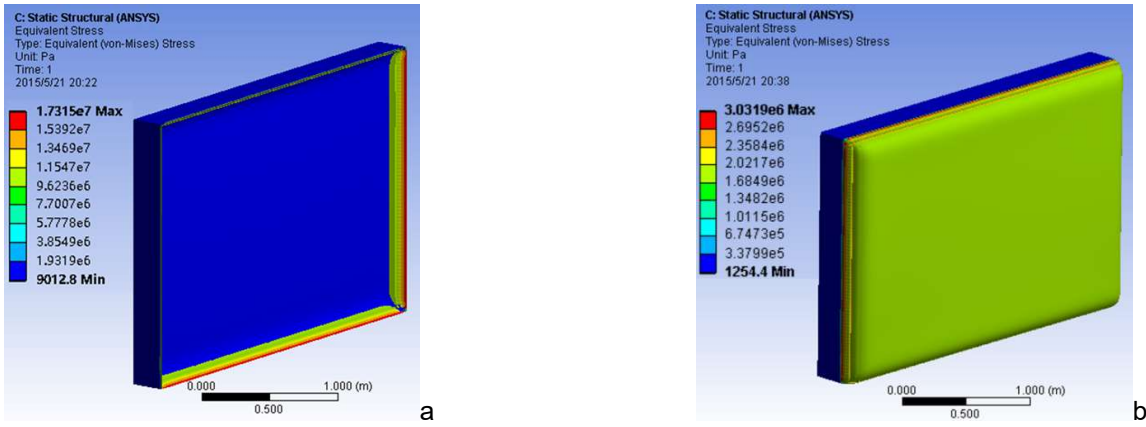 C: Static Structural (ANSYS)
Equivalent Stress
Type: Equivalent (von-Mises) Stress
Unit: Pa
Time: 1
2015/5/21 20:22
1.7315e7 Max
1.5392e7
1.3469e7
1.1547e7
9.6236e6
7.7007e6
5.7778e6
3.8549e6
1.9319e6
9012.8 Min
0.000
1.000 (m)
0.500
a
C: Static Structural (ANSYS)
Equivalent Stress
Type: Equivalent (von-Mises) Stress
Unit: Pa
Time: 1
2015/5/21 20:38
3.0319e6 Max
2.6952e6
2.3584e6
2.0217e6
1.6849e6
1.3482e6
1.0115e6
6.7473e5
3.3799e5
1254.4 Min
0.000
1.000 (m)
0.500
b